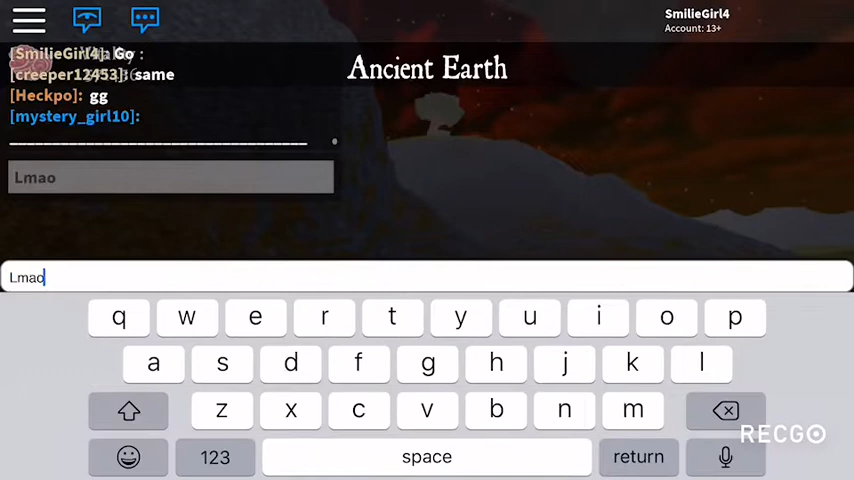 SmilieGirl4
Account: 13+
[SmilieGirl4]: Go
[creeper12453]: same
[Heckpo]: gg
[mystery_girl10]:
Ancient Earth
Lmao
Lmao
q w e r t y u i o p
a s d f g h j k l
z x c v b n m
123 space return
RECGO